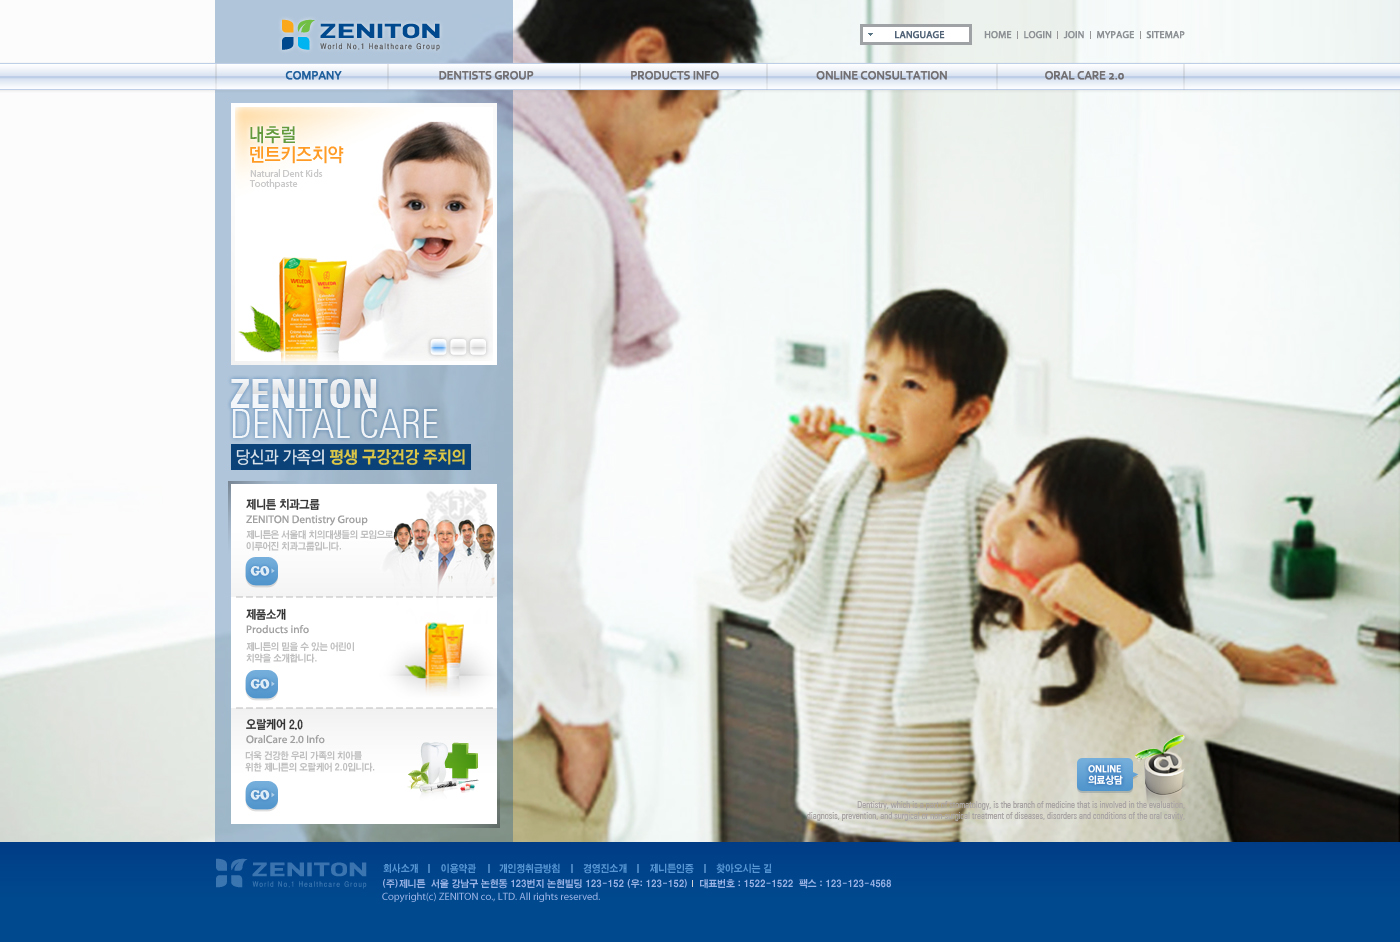 ZENITON
World No.1 Healthcare Group
LANGUAGE
HOME | LOGIN | JOIN | MYPAGE | SITEMAP
COMPANY
DENTISTS GROUP
PRODUCTS INFO
ONLINE CONSULTATION
ORAL CARE 2.0
내추럴
덴트키즈치약
Natural Dent Kids
Toothpaste
WELEDA
WELEDA
ZENITON
DENTAL CARE
당신과 가족의 평생 구강건강 주치의
제니튼 치과그룹
ZENITON Dentistry Group
제니튼은 서울대 치의대생들의 모임으로
이루어진 치과그룹입니다.
GO
제품소개
Products info
제니튼의 믿을 수 있는 어린이
치약을 소개합니다.
GO
오랄케어 2.0
OralCare 2.0 Info
더욱 건강한 우리 가족의 치아를
위한 제니튼의 오랄케어 2.0입니다.
GO
ONLINE
의료상담
@
Dentistry, which is a part of stomatology, is the branch of medicine that is involved in the evaluation,
diagnosis, prevention, and surgical or non-surgical treatment of diseases, disorders and conditions of the oral cavity
ZENITON
World No.1 Healthcare Group
회사소개 | 이용약관 | 개인정취급방침 | 경영진소개 | 제니튼인증 | 찾아오시는 길
(주)제니튼 서울 강남구 논현동 123번지 논현빌딩 123-152 (우: 123-152) | 대표번호 : 1522-1522 팩스 : 123-123-4568
Copyright(c) ZENITON co., LTD. All rights reserved.